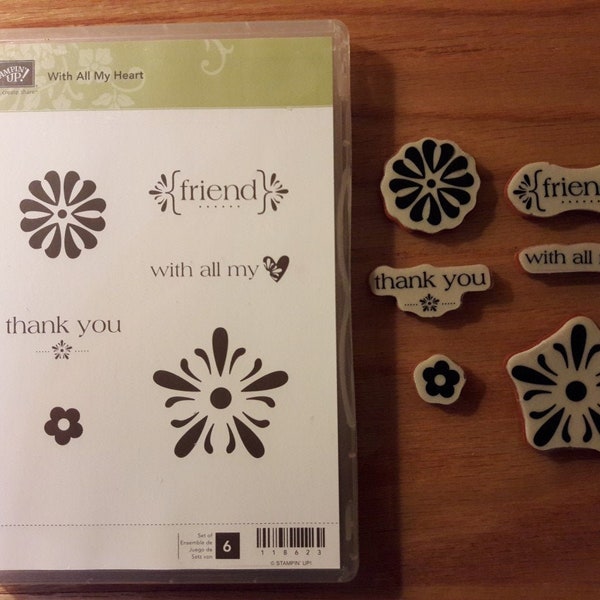 STAMPIN' UP!
With All My Heart
{friend}
with all my
thank you
Set of
Ensemble de
Juego de
Satz von
6
118623
© STAMPIN' UP!
{frien
thank you
with all